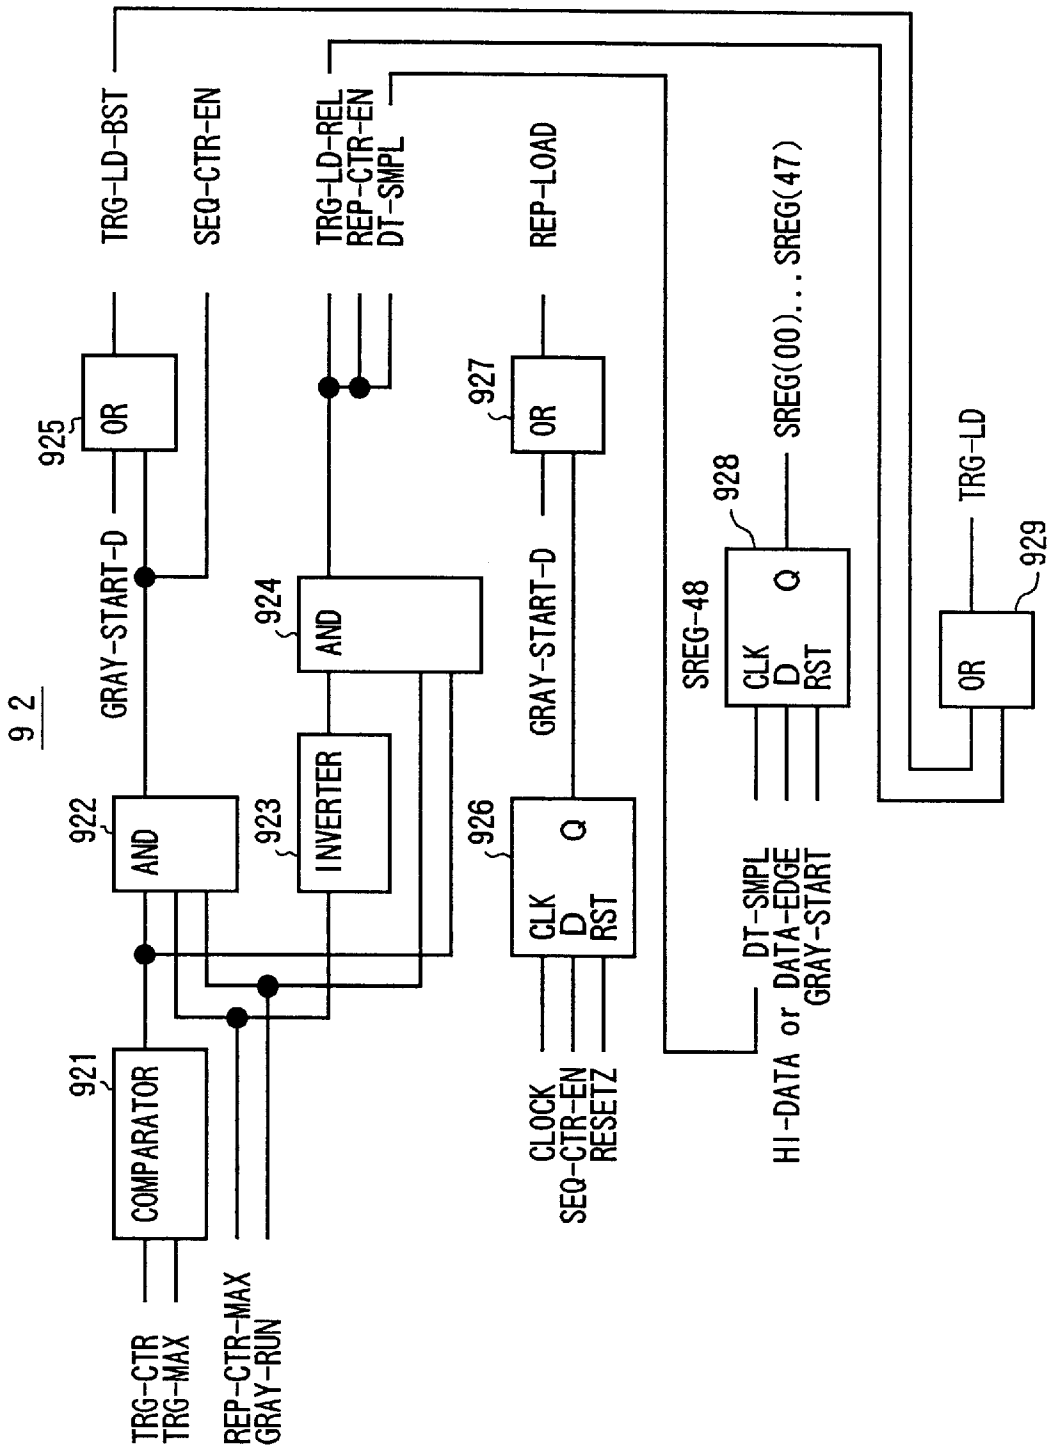 92
TRG-CTR
TRG-MAX
REP-CTR-MAX
GRAY-RUN
921
COMPARATOR
922
AND
923
INVERTER
924
AND
GRAY-START-D
925
OR
TRG-LD-BST
SEQ-CTR-EN
TRG-LD-REL
REP-CTR-EN
DT-SMPL
CLOCK
SEQ-CTR-EN
RESETZ
926
CLK
D
RST
Q
GRAY-START-D
927
OR
REP-LOAD
DT-SMPL
HI-DATA or DATA-EDGE
GRAY-START
SREG-48
928
CLK
D
RST
Q
SREG(00)...SREG(47)
OR
929
TRG-LD